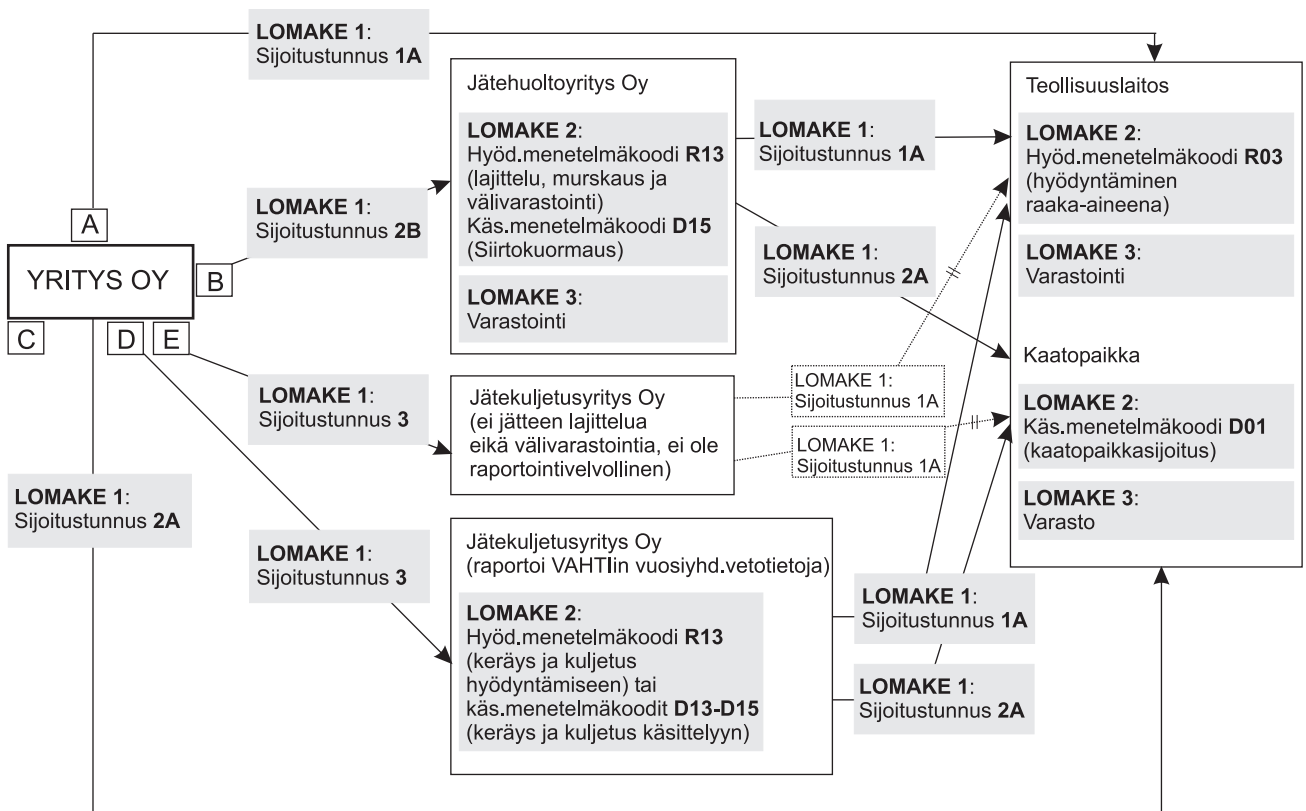 LOMAKE 1:
Sijoitustunnus 1A
A
YRITYS OY
B
C
D
E
LOMAKE 1:
Sijoitustunnus 2B
LOMAKE 1:
Sijoitustunnus 3
LOMAKE 1:
Sijoitustunnus 2A
LOMAKE 1:
Sijoitustunnus 3
Jätehuoltoyritys Oy
LOMAKE 2:
Hyöd.menetelmäkoodi R13
(lajittelu, murskaus ja
välivarastointi)
Käs.menetelmäkoodi D15
(Siirtokuormaus)
LOMAKE 3:
Varastointi
Jätekuljetusyritys Oy
(ei jätteen lajittelua
eikä välivarastointia, ei ole
raportointivelvollinen)
Jätekuljetusyritys Oy
(raportoi VAHTIin vuosiyhd.vetotietoja)
LOMAKE 2:
Hyöd.menetelmäkoodi R13
(keräys ja kuljetus
hyödyntämiseen) tai
käs.menetelmäkoodit D13-D15
(keräys ja kuljetus käsittelyyn)
LOMAKE 1:
Sijoitustunnus 1A
LOMAKE 1:
Sijoitustunnus 2A
LOMAKE 1:
Sijoitustunnus 1A
LOMAKE 1:
Sijoitustunnus 1A
LOMAKE 1:
Sijoitustunnus 1A
LOMAKE 1:
Sijoitustunnus 2A
Teollisuuslaitos
LOMAKE 2:
Hyöd.menetelmäkoodi R03
(hyödyntäminen
raaka-aineena)
LOMAKE 3:
Varastointi
Kaatopaikka
LOMAKE 2:
Käs.menetelmäkoodi D01
(kaatopaikkasijoitus)
LOMAKE 3:
Varasto